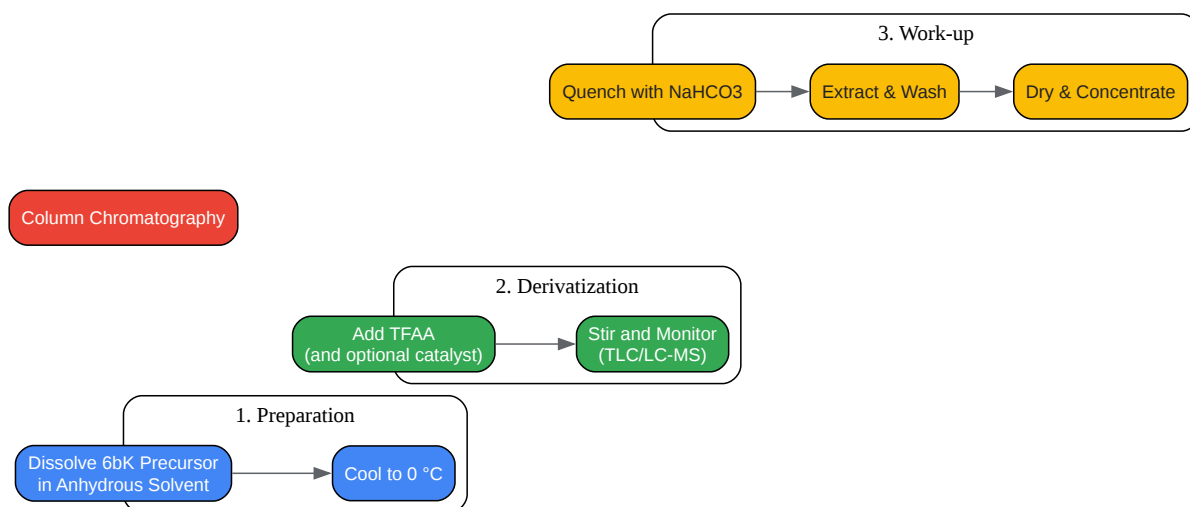 3. Work-up
Quench with NaHCO3
Extract & Wash
Dry & Concentrate
Column Chromatography
2. Derivatization
Add TFAA
(and optional catalyst)
Stir and Monitor
(TLC/LC-MS)
1. Preparation
Dissolve 6bK Precursor
in Anhydrous Solvent
Cool to 0 °C